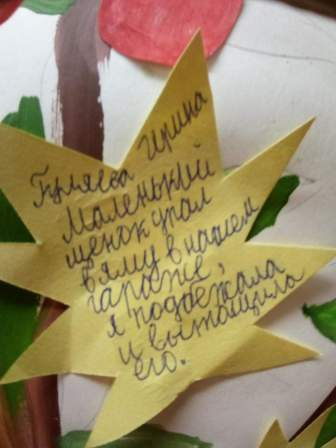 Гуляева Ирина
Маленький
щенок упал
в яму в нашем
гараже,
я подбежала
и вытащила
его.